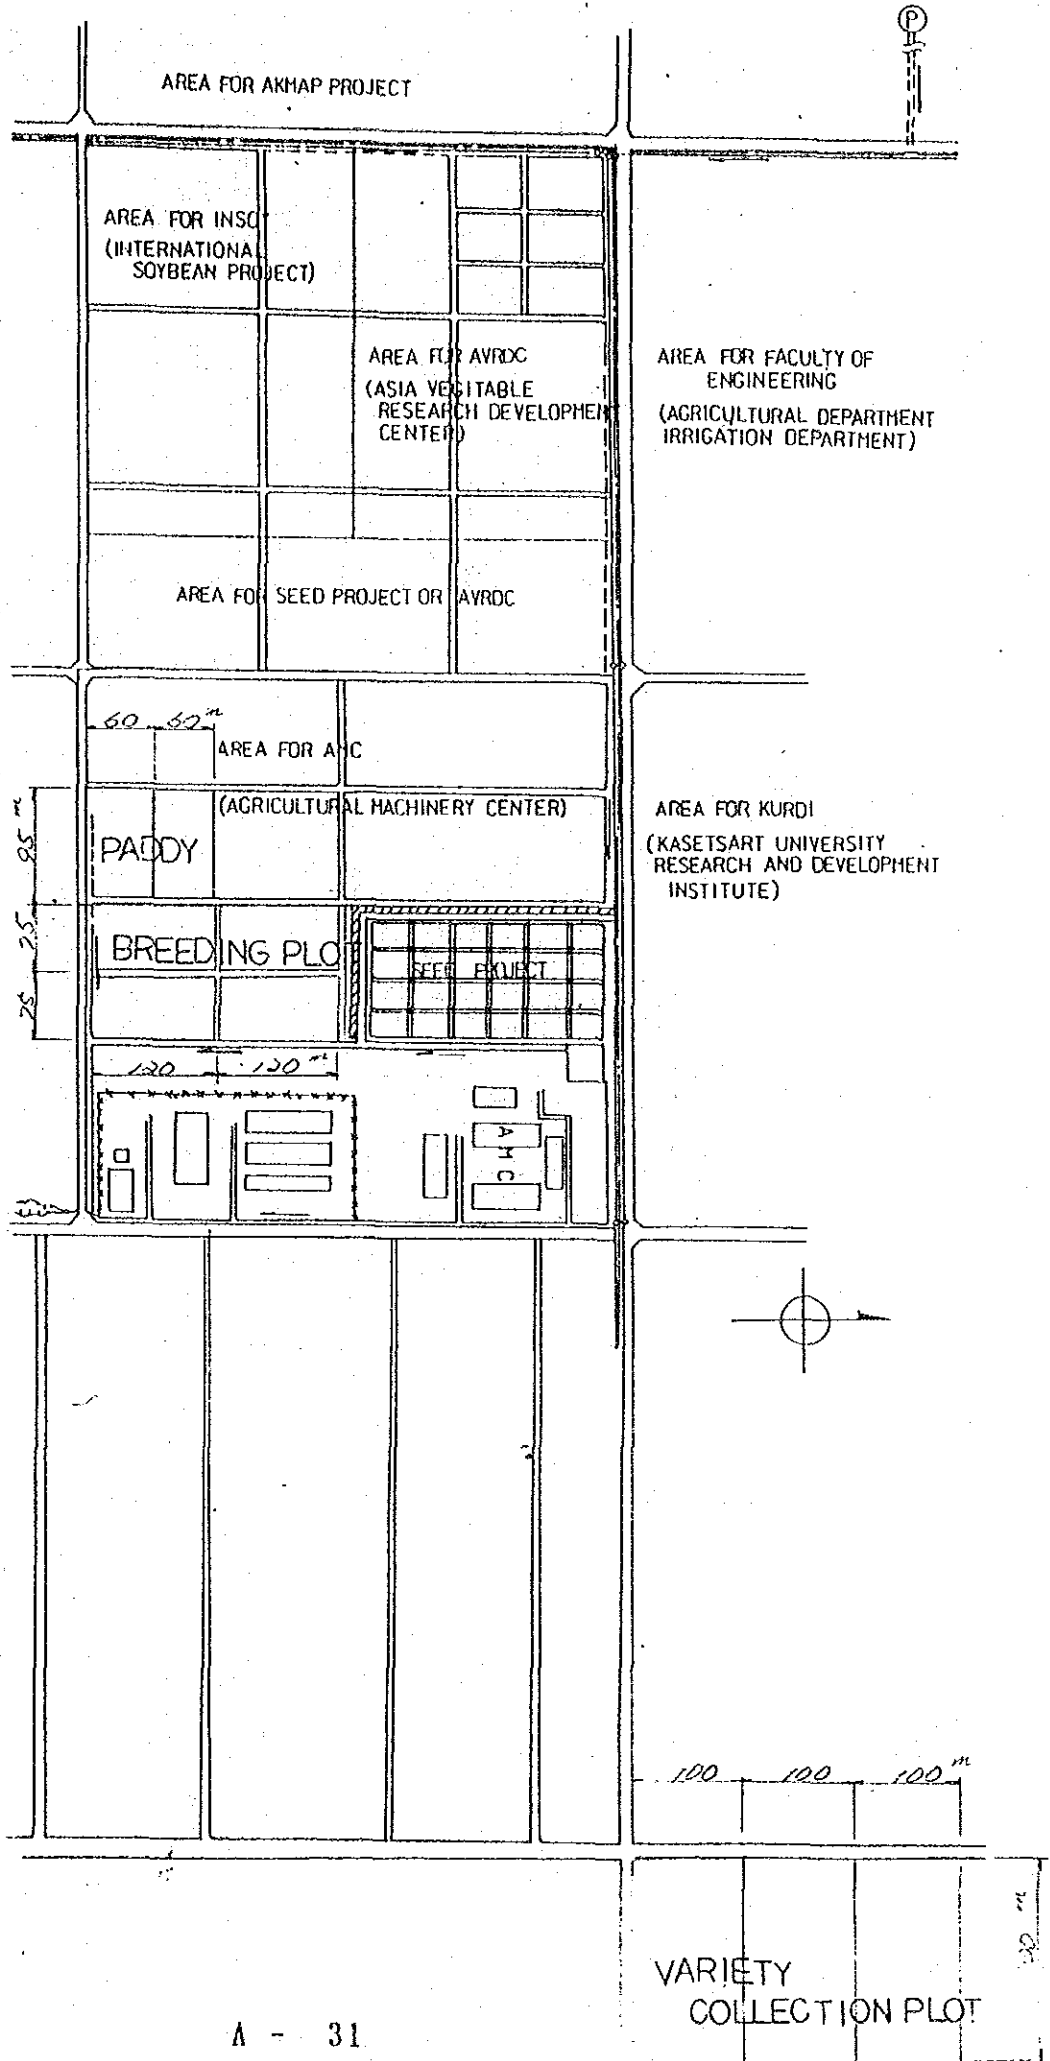 P
AREA FOR AKMAP PROJECT
AREA FOR INSOY
(INTERNATIONAL
SOYBEAN PROJECT)
AREA FOR AVRDC
(ASIA VEGITABLE
RESEARCH DEVELOPMENT
CENTER)
AREA FOR FACULTY OF
ENGINEERING
(AGRICULTURAL DEPARTMENT
IRRIGATION DEPARTMENT)
AREA FOR SEED PROJECT OR AVRDC
60 60 m
AREA FOR AMC
(AGRICULTURAL MACHINERY CENTER)
AREA FOR KURDI
(KASETSART UNIVERSITY
RESEARCH AND DEVELOPMENT
INSTITUTE)
95 m
PADDY
25
BREEDING PLOT
SEED PROJECT
25
120 120 m
AMC
100 100 100 m
m
VARIETY
COLLECTION PLOT
A - 31